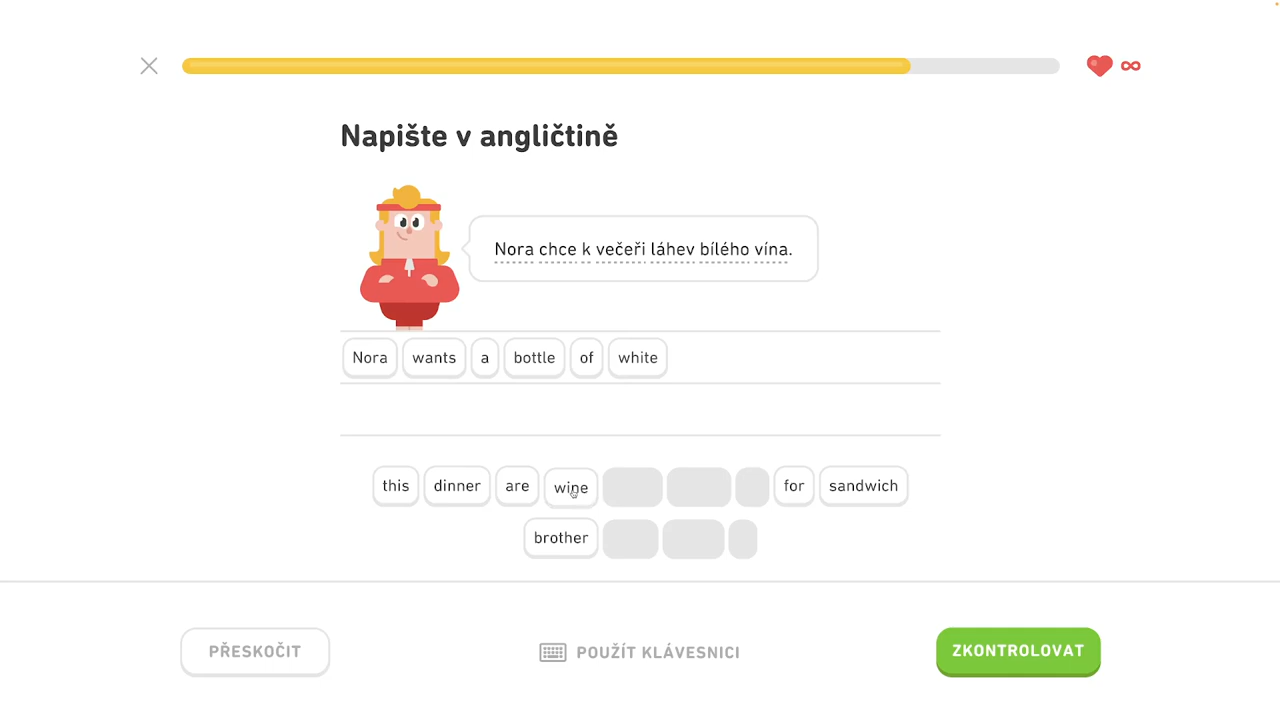 Napište v angličtině
Nora chce k večeři láhev bílého vína.
Nora wants a bottle of white
this dinner are wine for sandwich
brother
PŘESKOČIT POUŽÍT KLÁVESNICI ZKONTROLOVAT